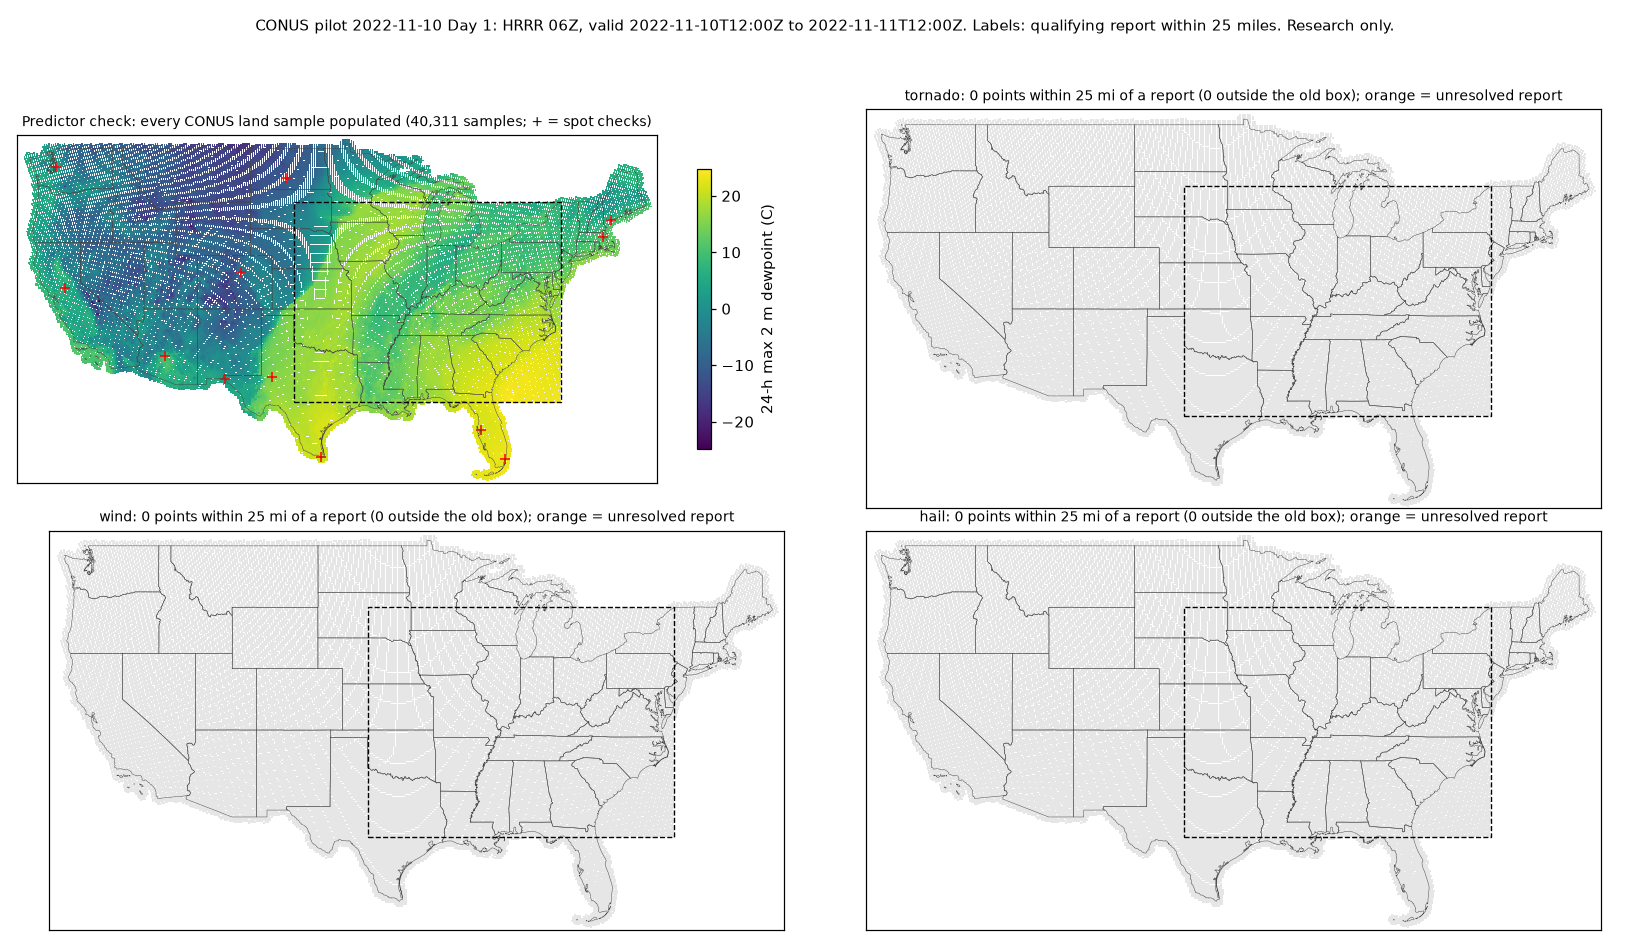 CONUS pilot 2022-11-10 Day 1: HRRR 06Z, valid 2022-11-10T12:00Z to 2022-11-11T12:00Z. Labels: qualifying report within 25 miles. Research only.
Predictor check: every CONUS land sample populated (40,311 samples; + = spot checks)
20
10
0
−10
−20
24-h max 2 m dewpoint (C)
tornado: 0 points within 25 mi of a report (0 outside the old box); orange = unresolved report
wind: 0 points within 25 mi of a report (0 outside the old box); orange = unresolved report
hail: 0 points within 25 mi of a report (0 outside the old box); orange = unresolved report